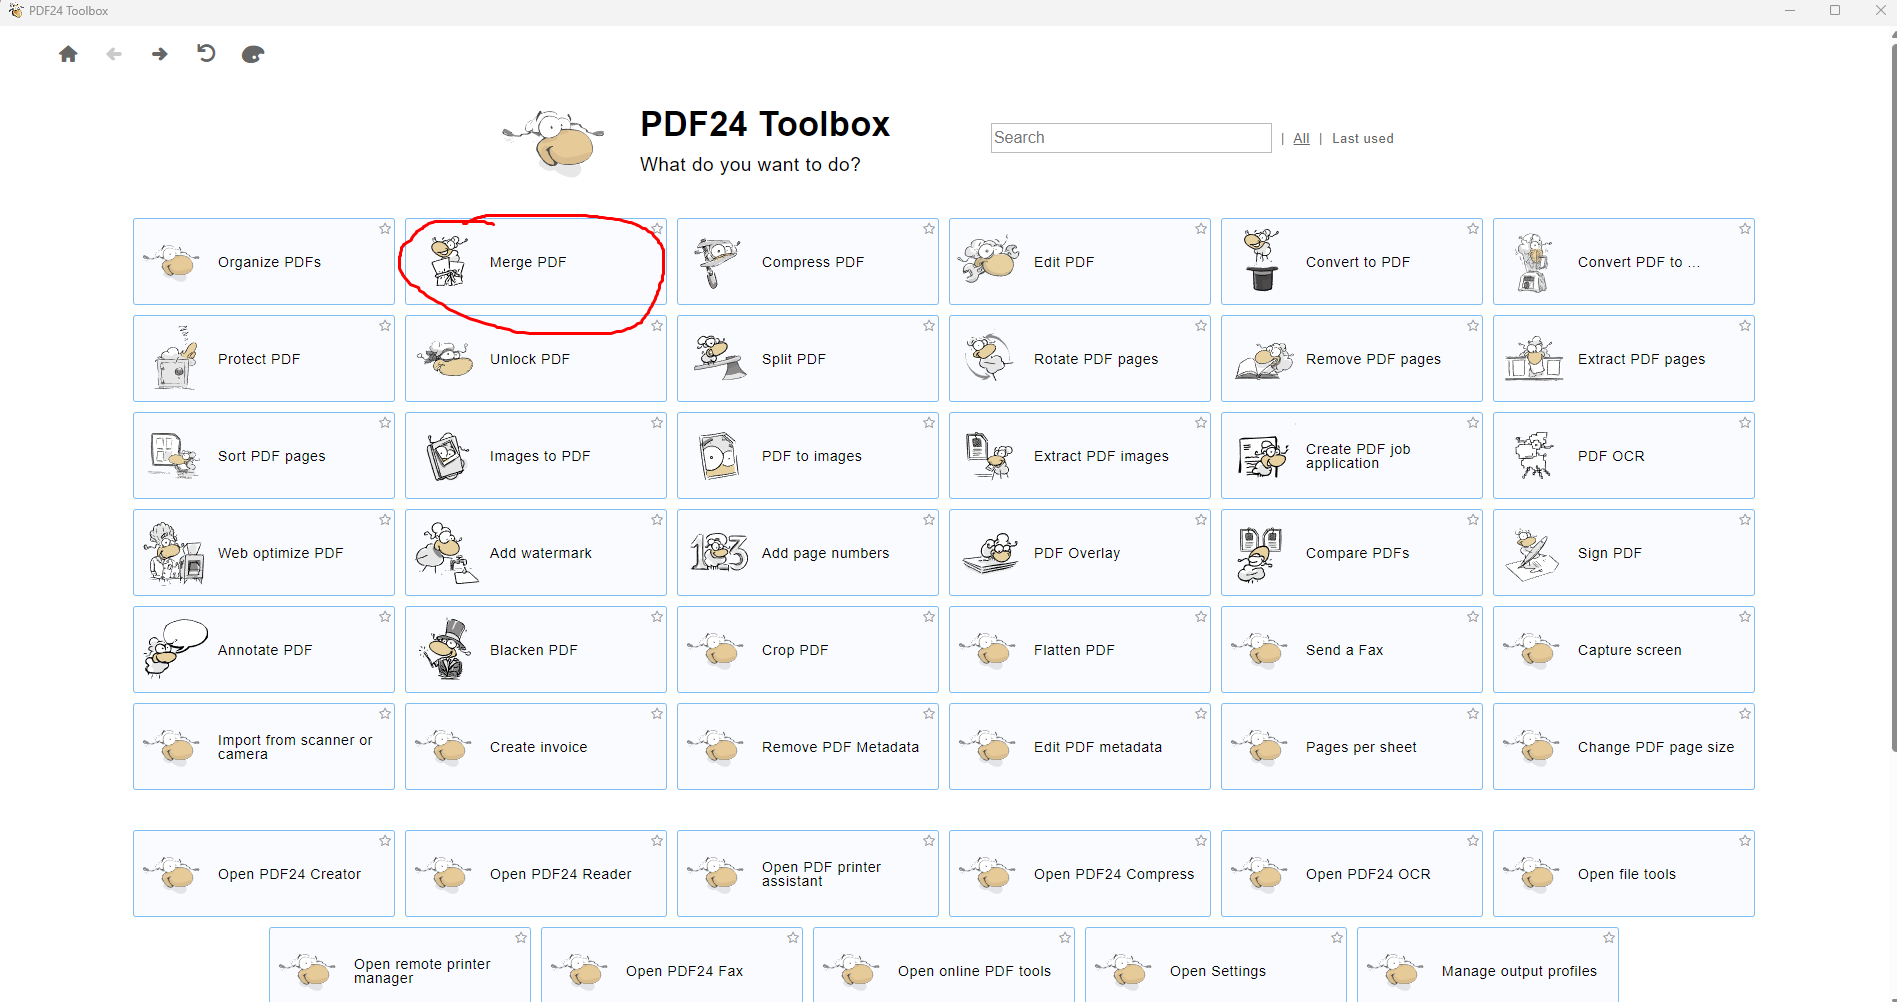 PDF24 Toolbox
PDF24 Toolbox
What do you want to do?
Search | All | Last used
Organize PDFs
Merge PDF
Compress PDF
Edit PDF
Convert to PDF
Convert PDF to ...
Protect PDF
Unlock PDF
Split PDF
Rotate PDF pages
Remove PDF pages
Extract PDF pages
Sort PDF pages
Images to PDF
PDF to images
Extract PDF images
Create PDF job
application
PDF OCR
Web optimize PDF
Add watermark
123
Add page numbers
PDF Overlay
Compare PDFs
Sign PDF
Annotate PDF
Blacken PDF
Crop PDF
Flatten PDF
Send a Fax
Capture screen
Import from scanner or
camera
Create invoice
Remove PDF Metadata
Edit PDF metadata
Pages per sheet
Change PDF page size
Open PDF24 Creator
Open PDF24 Reader
Open PDF printer
assistant
Open PDF24 Compress
Open PDF24 OCR
Open file tools
Open remote printer
manager
Open PDF24 Fax
Open online PDF tools
Open Settings
Manage output profiles